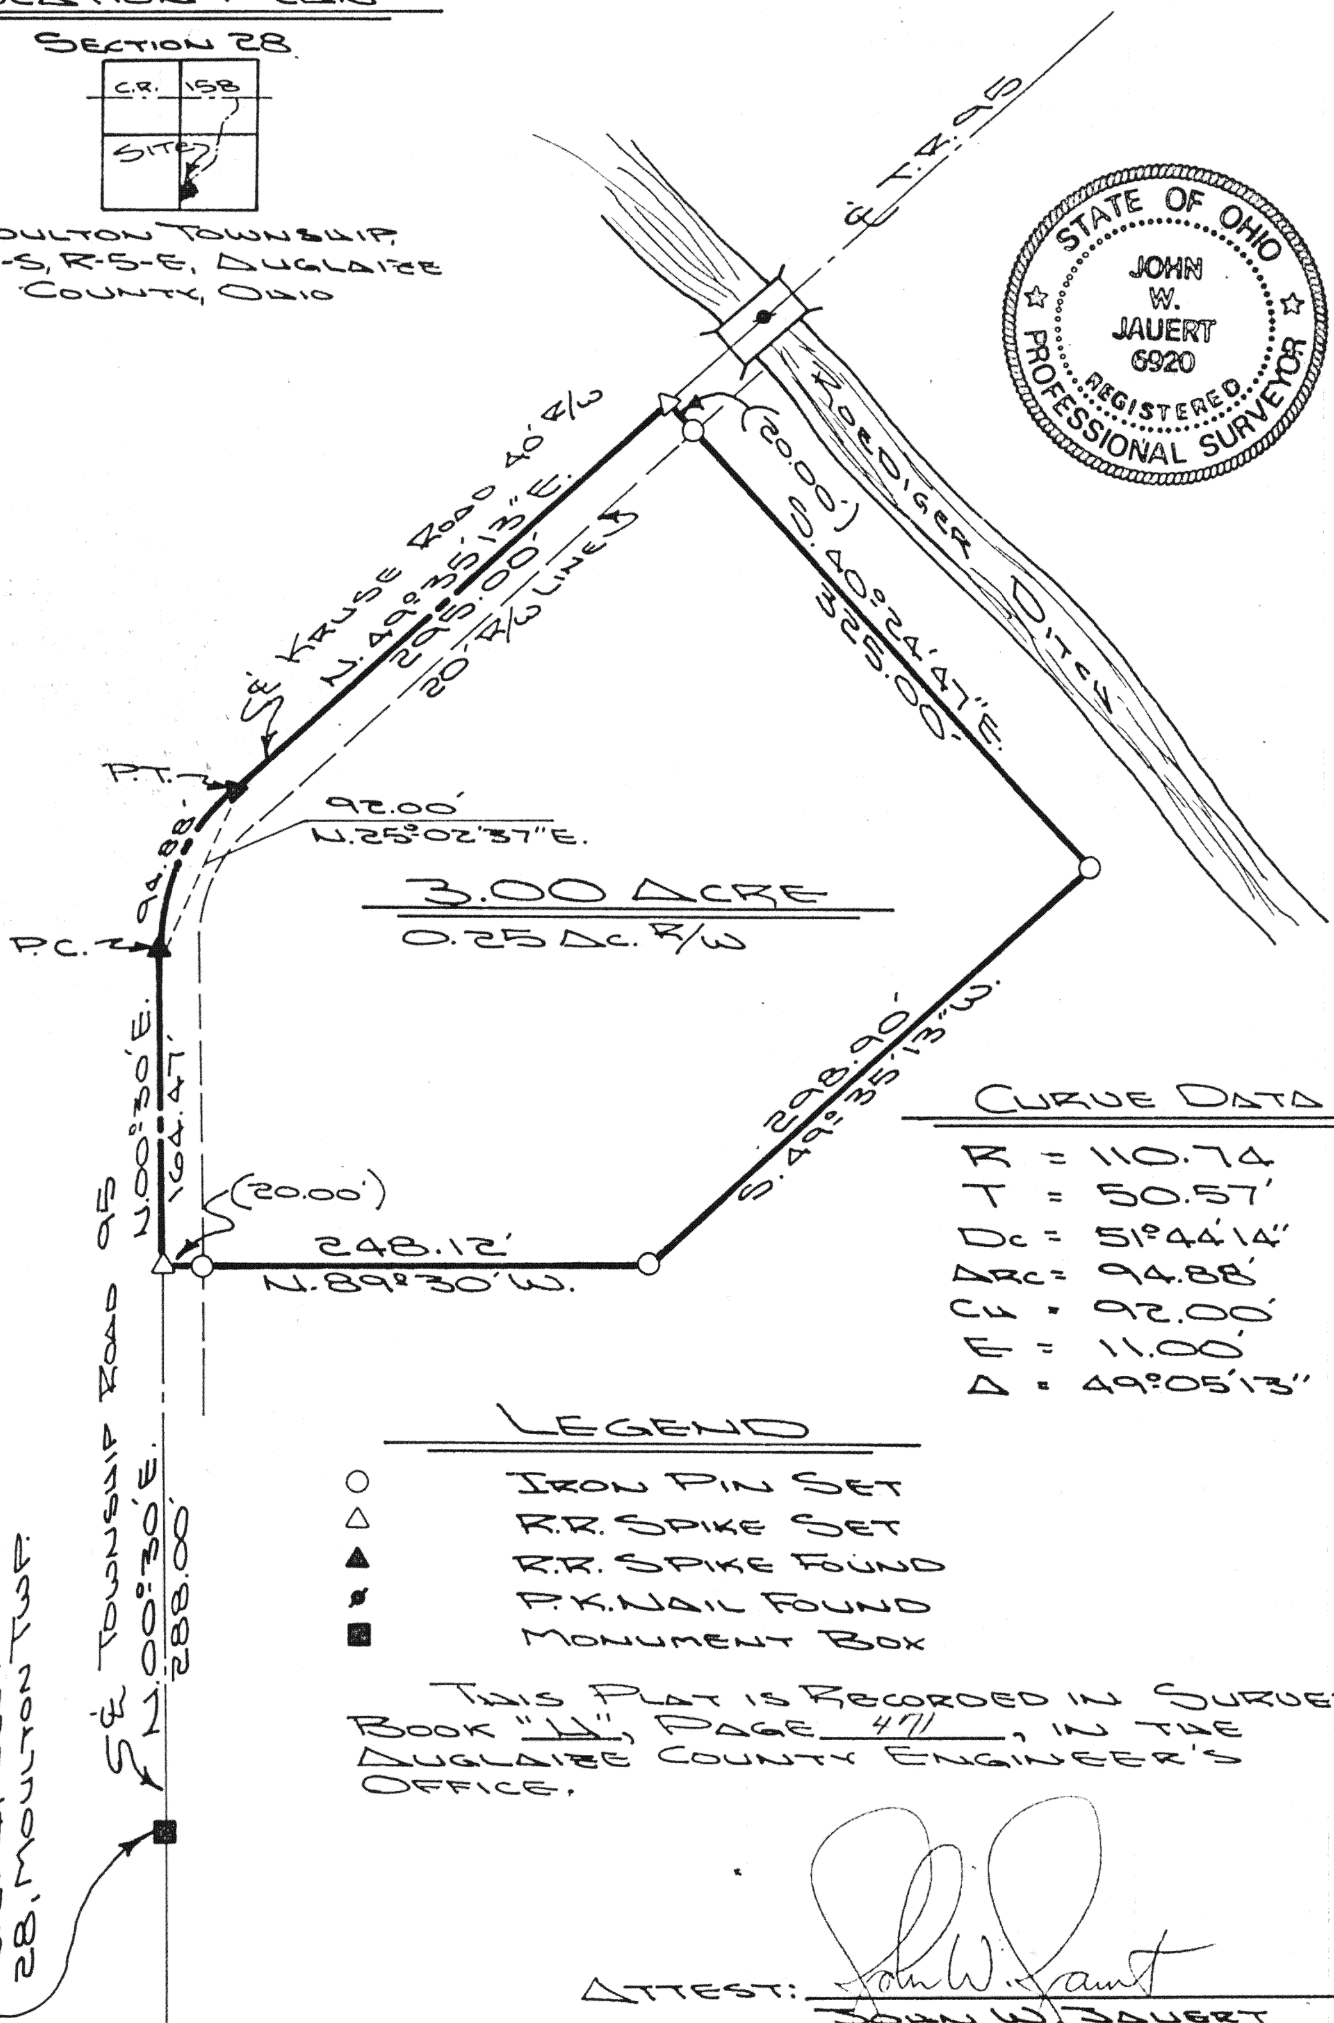 SECTION 28
C.R. 158
SITE
TOWNSHIP,
R-5-E, AUGLAIZE
COUNTY, OHIO
℄ T.R. 95
STATE OF OHIO
JOHN
W.
JAUERT
6920
REGISTERED
PROFESSIONAL SURVEYOR
ROEDIGER DITCH
℄ KRUSE ROAD 40' R/W
N. 49°35'13" E.
295.00'
20' R/W LINE
(20.00')
S. 40°24'47" E.
325.00'
P.T.
94.88'
92.00'
N. 25°02'37" E.
P.C.
3.00 ACRE
0.25 AC. R/W
N. 00°30' E.
164.47'
298.90'
S. 49°35'13" W.
(20.00')
248.12'
N. 89°30' W.
CURVE DATA
R = 110.74
T = 50.57'
DC = 51°44'14"
ARC = 94.88'
CH = 92.00'
E = 11.00'
Δ = 49°05'13"
℄ TOWNSHIP ROAD 95
N. 00°30' E.
288.00'
28, MOULTON TWP.
LEGEND
○ IRON PIN SET
△ R.R. SPIKE SET
▲ R.R. SPIKE FOUND
P.K. NAIL FOUND
■ MONUMENT BOX
THIS PLAT IS RECORDED IN
BOOK "H", PAGE 471, IN THE
AUGLAIZE COUNTY ENGINEER'S
OFFICE.
John W. Jauert
ATTEST:
JOHN W. JAUERT